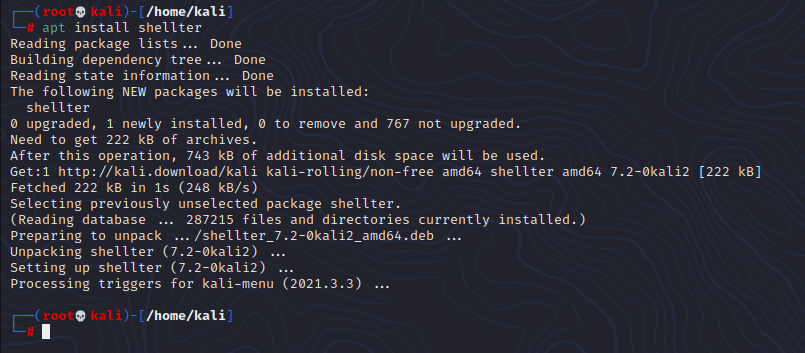 ┌──(root💀kali)-[/home/kali]
└─# apt install shellter
Reading package lists... Done
Building dependency tree... Done
Reading state information... Done
The following NEW packages will be installed:
  shellter
0 upgraded, 1 newly installed, 0 to remove and 767 not upgraded.
Need to get 222 kB of archives.
After this operation, 743 kB of additional disk space will be used.
Get:1 http://kali.download/kali kali-rolling/non-free amd64 shellter amd64 7.2-0kali2 [222 kB]
Fetched 222 kB in 1s (248 kB/s)
Selecting previously unselected package shellter.
(Reading database ... 287215 files and directories currently installed.)
Preparing to unpack .../shellter_7.2-0kali2_amd64.deb ...
Unpacking shellter (7.2-0kali2) ...
Setting up shellter (7.2-0kali2) ...
Processing triggers for kali-menu (2021.3.3) ...

┌──(root💀kali)-[/home/kali]
└─#